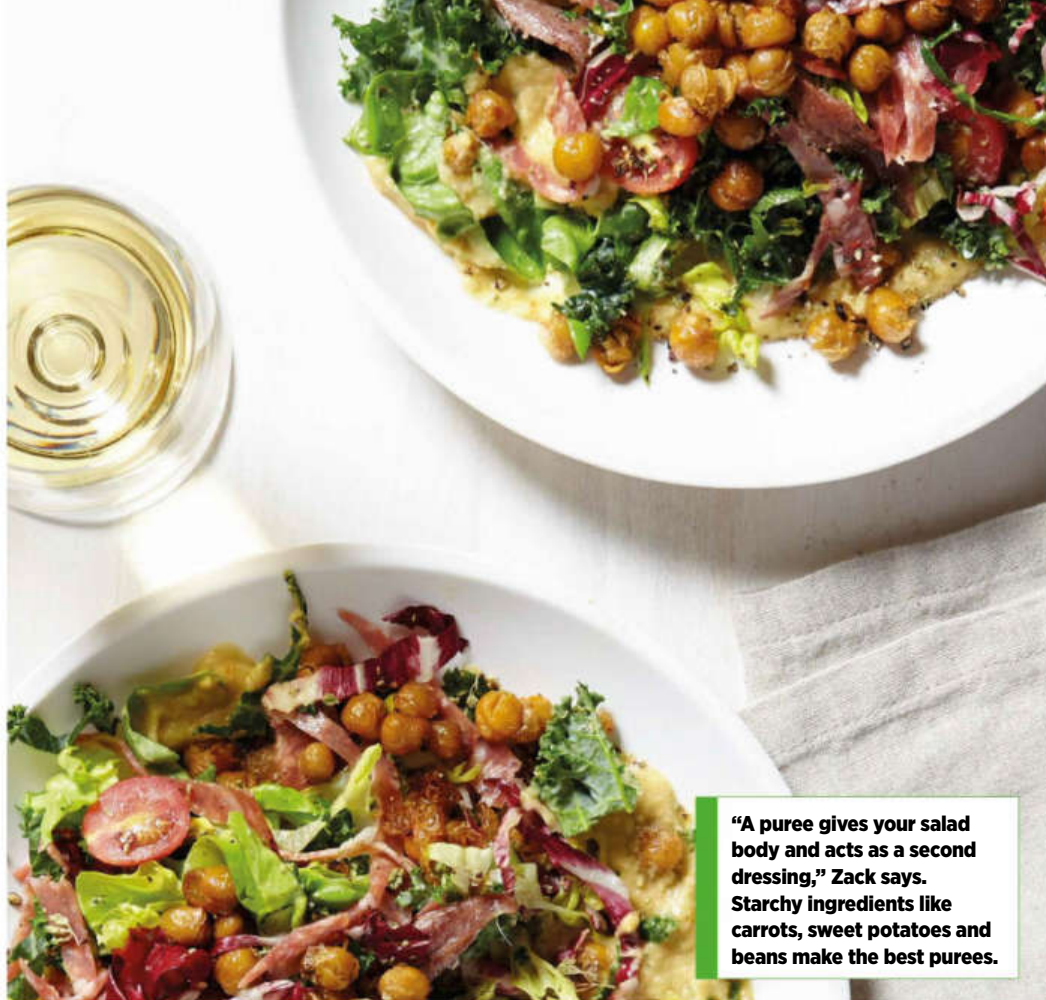 “A puree gives your salad
body and acts as a second
dressing,” Zack says.
Starchy ingredients like
carrots, sweet potatoes and
beans make the best purees.